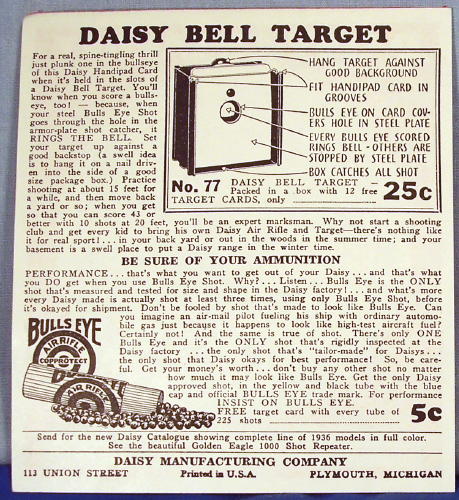 DAISY BELL TARGET
For a real, spine-tingling thrill
just plunk one in the bullseye
of this Daisy Handipad Card
when it's held in the slots of
a Daisy Bell Target. You'll
know when you score a bulls-
eye, too! — because, when
your steel Bulls Eye Shot
goes through the hole in the
armor-plate shot catcher, it
RINGS THE BELL. Set
your target up against a
good backstop (a swell idea
is to hang it on a nail driv-
en into the side of a good
size package box.) Practice
shooting at about 15 feet for
a while, and then move back
a yard or so; when you get
so that you can score 43 or
HANG TARGET AGAINST
GOOD BACKGROUND
FIT HANDIPAD CARD IN
GROOVES
BULLS EYE ON CARD COV-
ERS HOLE IN STEEL PLATE
EVERY BULLS EYE SCORED
RINGS BELL - OTHERS ARE
STOPPED BY STEEL PLATE
BOX CATCHES ALL SHOT
No. 77 DAISY BELL TARGET —
Packed in a box with 12 free
TARGET CARDS, only
25c
better with 10 shots at 20 feet, you'll be an expert marksman. Why not start a shooting
club and get every kid to bring his own Daisy Air Rifle and Target—there's nothing like
it for real sport!... in your back yard or out in the woods in the summer time; and your
basement is a swell place to put a Daisy range in the winter time.
BE SURE OF YOUR AMMUNITION
PERFORMANCE...that's what you want to get out of your Daisy...and that's what
you DO get when you use Bulls Eye Shot. Why?...Listen...Bulls Eye is the ONLY
shot that's measured and tested for size and shape in the Daisy factory!...and what's more
every Daisy made is actually shot at least three times, using only Bulls Eye Shot, before
it's okayed for shipment. Don't be fooled by shot that's made to look like Bulls Eye. Can
you imagine an air-mail pilot fueling his ship with ordinary automo-
bile gas just because it happens to look like high-test aircraft fuel?
Certainly not! And the same is true of shot. There's only ONE
Bulls Eye and it's the ONLY shot that's rigidly inspected at the
Daisy factory ... the only shot that's "tailor-made" for Daisys...
the only shot that Daisy okays for best performance! So, be care-
ful. Get your money's worth...don't buy any other shot no matter
how much it may look like Bulls Eye. Get the only Daisy
approved shot, in the yellow and black tube with the blue
cap and official BULLS EYE trade mark. For performance
INSIST ON BULLS EYE.
FREE target card with every tube of
225 shots
5c
BULLS EYE
AIR RIFLE
COPPROTECT
AIR RIFLE
Send for the new Daisy Catalogue showing complete line of 1936 models in full color.
See the beautiful Golden Eagle 1000 Shot Repeater.
DAISY MANUFACTURING COMPANY
113 UNION STREET Printed in U.S.A. PLYMOUTH, MICHIGAN